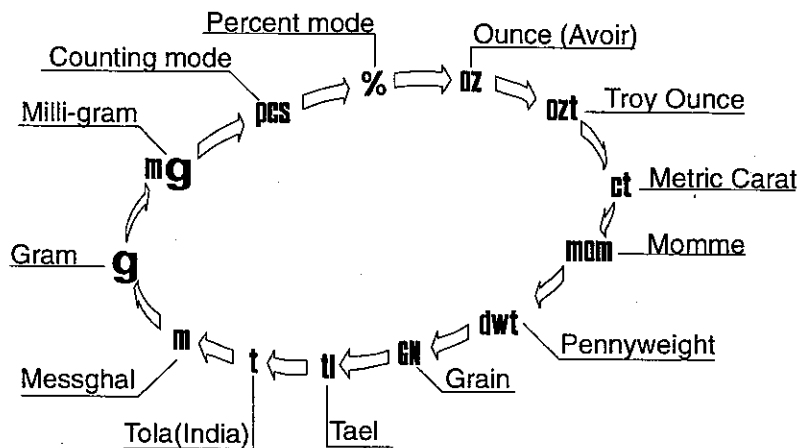 Percent mode
Ounce (Avoir)
Counting mode
% oz
pcs ozt Troy Ounce
Milli-gram
mg
ct Metric Carat
Gram g
mom Momme
m t tl GN dwt
Pennyweight
Messghal
Grain
Tola(India) Tael